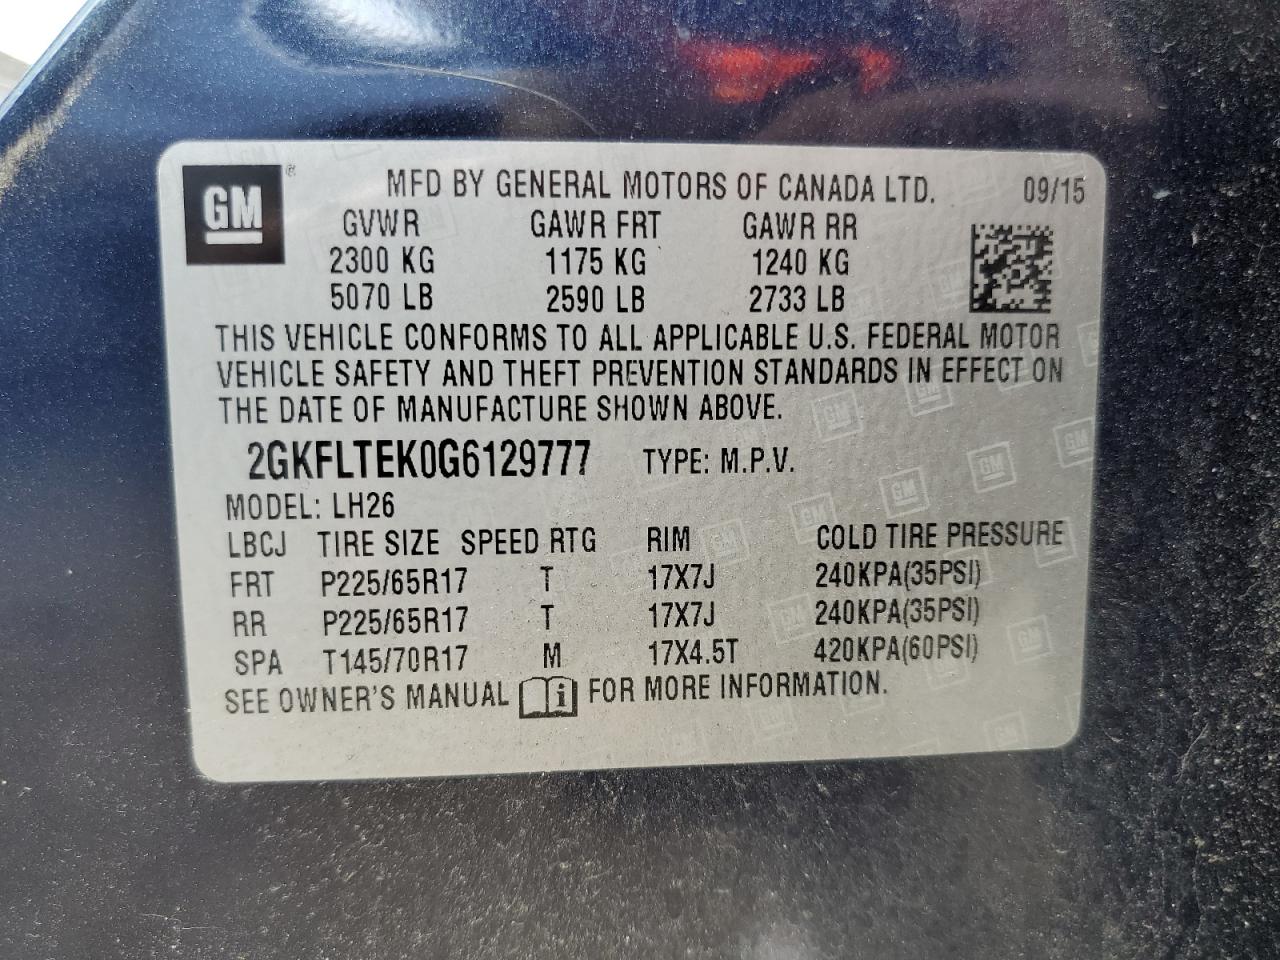 GM® MFD BY GENERAL MOTORS OF CANADA LTD. 09/15
GVWR GAWR FRT GAWR RR
2300 KG 1175 KG 1240 KG
5070 LB 2590 LB 2733 LB
THIS VEHICLE CONFORMS TO ALL APPLICABLE U.S. FEDERAL MOTOR
VEHICLE SAFETY AND THEFT PREVENTION STANDARDS IN EFFECT ON
THE DATE OF MANUFACTURE SHOWN ABOVE.
2GKFLTEK0G6129777 TYPE: M.P.V.
MODEL: LH26
LBCJ TIRE SIZE SPEED RTG RIM COLD TIRE PRESSURE
FRT P225/65R17 T 17X7J 240KPA(35PSI)
RR P225/65R17 T 17X7J 240KPA(35PSI)
SPA T145/70R17 M 17X4.5T 420KPA(60PSI)
SEE OWNER'S MANUAL i FOR MORE INFORMATION.